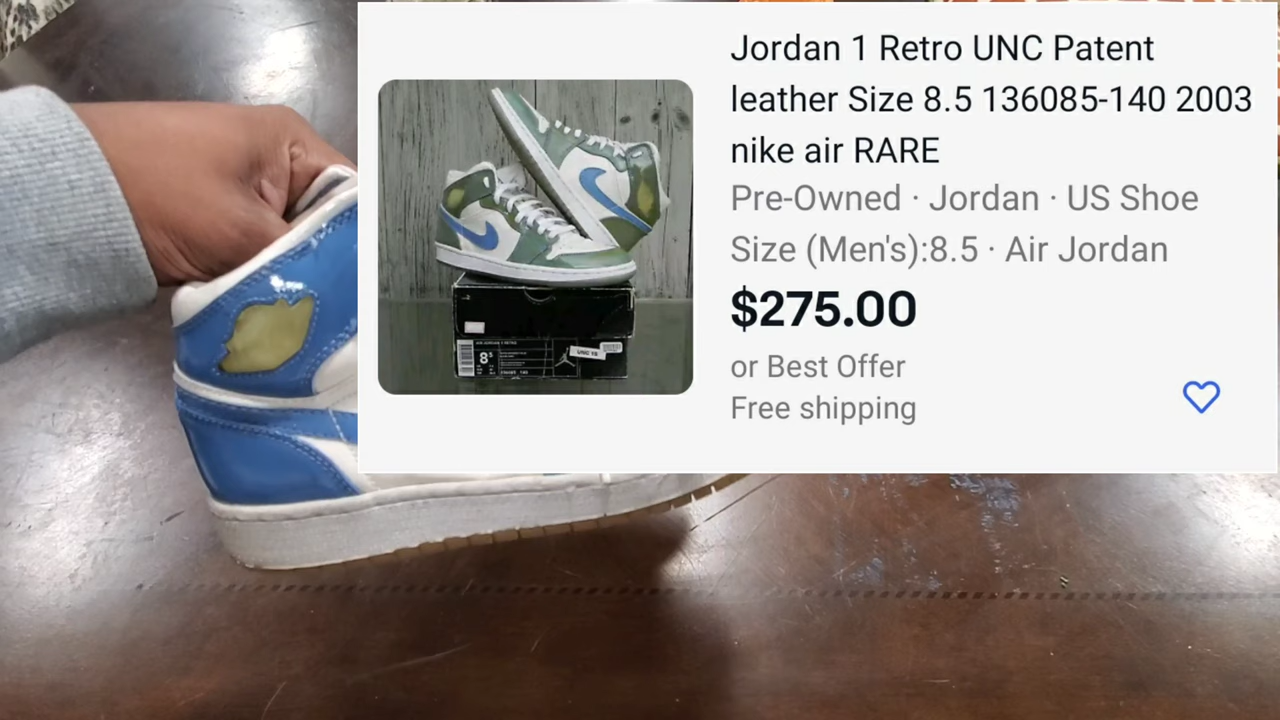 Jordan 1 Retro UNC Patent
leather Size 8.5 136085-140 2003
nike air RARE
Pre-Owned · Jordan · US Shoe
Size (Men's):8.5 · Air Jordan
$275.00
or Best Offer
Free shipping
8⁵